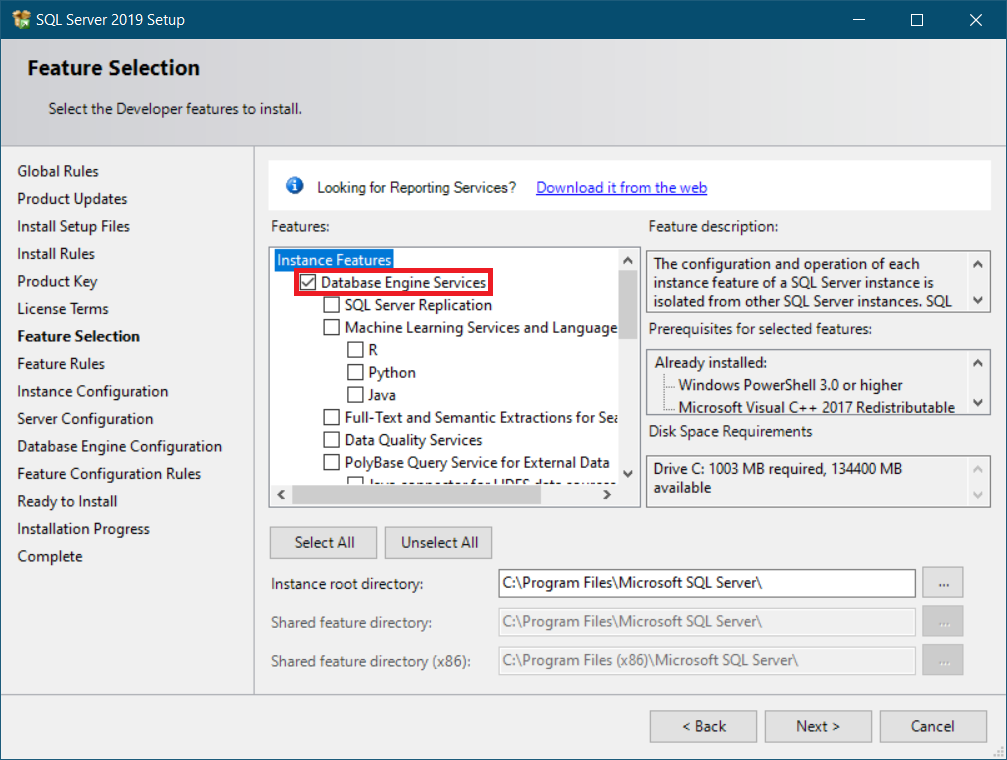 SQL Server 2019 Setup
Feature Selection
Select the Developer features to install.
Global Rules
Product Updates
Install Setup Files
Install Rules
Product Key
License Terms
Feature Selection
Feature Rules
Instance Configuration
Server Configuration
Database Engine Configuration
Feature Configuration Rules
Ready to Install
Installation Progress
Complete
Looking for Reporting Services? Download it from the web
Features:
Instance Features
Database Engine Services
SQL Server Replication
Machine Learning Services and Language
R
Python
Java
Full-Text and Semantic Extractions for Sea
Data Quality Services
PolyBase Query Service for External Data
Java connector for HDFS data sources
Feature description:
The configuration and operation of each
instance feature of a SQL Server instance is
isolated from other SQL Server instances. SQL
Prerequisites for selected features:
Already installed:
Windows PowerShell 3.0 or higher
Microsoft Visual C++ 2017 Redistributable
Disk Space Requirements
Drive C: 1003 MB required, 134400 MB
available
Select All
Unselect All
Instance root directory:
C:\Program Files\Microsoft SQL Server\
...
Shared feature directory:
C:\Program Files\Microsoft SQL Server\
...
Shared feature directory (x86):
C:\Program Files (x86)\Microsoft SQL Server\
...
< Back
Next >
Cancel